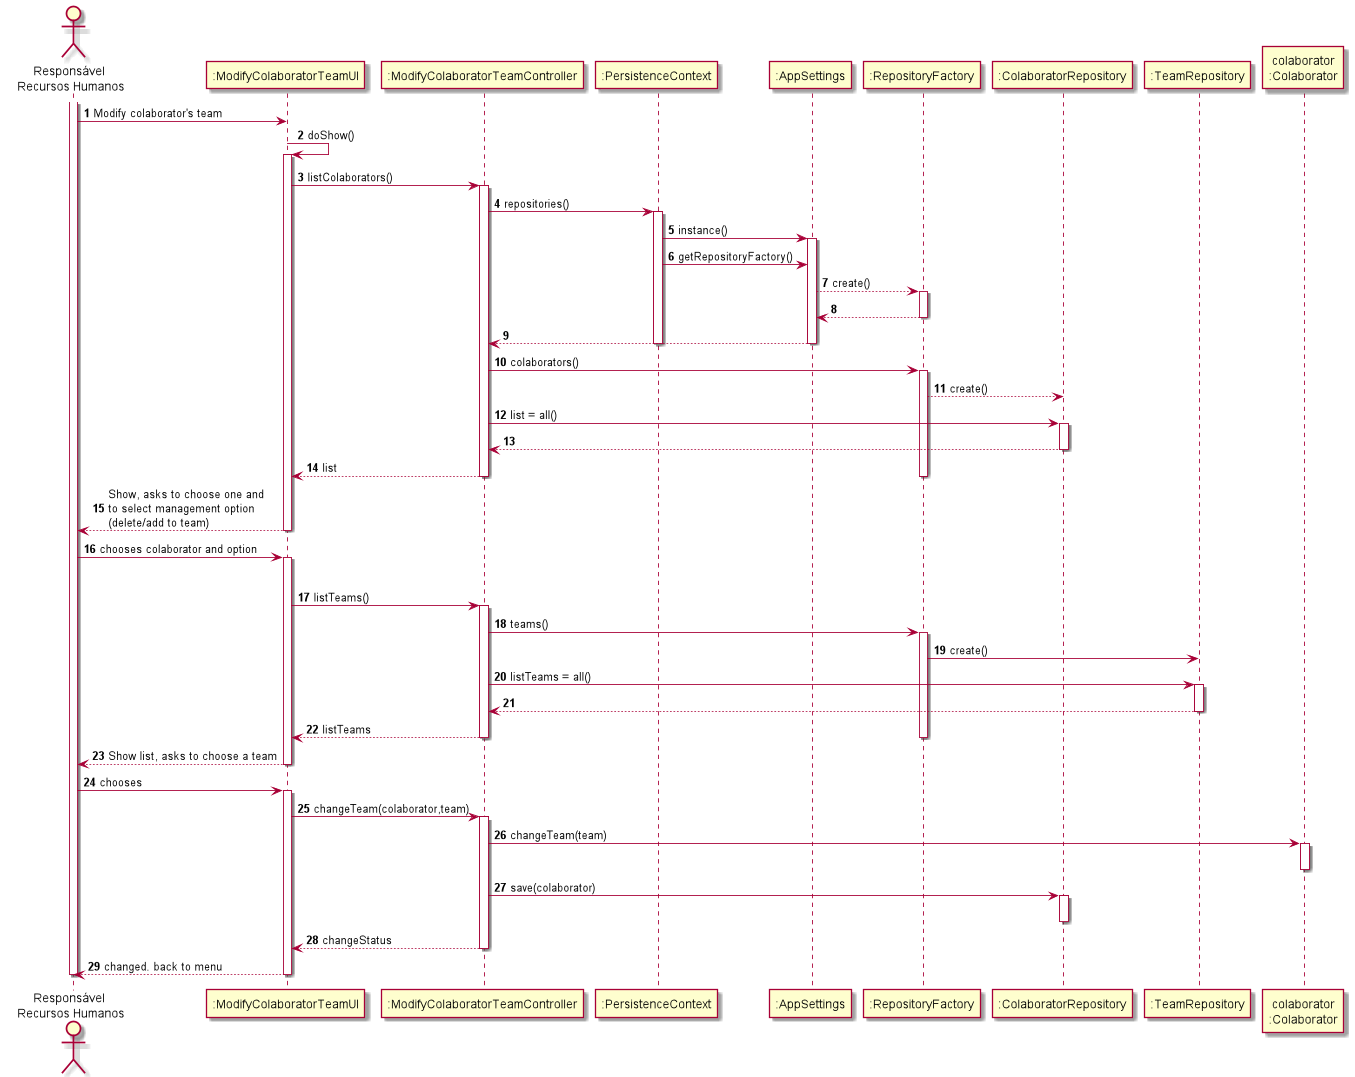 Responsável
Recursos Humanos
:ModifyColaboratorTeamUI
:ModifyColaboratorTeamController
:PersistenceContext
:AppSettings
:RepositoryFactory
:ColaboratorRepository
:TeamRepository
colaborator
:Colaborator
1 Modify colaborator's team
2 doShow()
3 listColaborators()
4 repositories()
5 instance()
6 getRepositoryFactory()
7 create()
8
9
10 colaborators()
11 create()
12 list = all()
13
14 list
Show, asks to choose one and
15 to select management option
(delete/add to team)
16 chooses colaborator and option
17 listTeams()
18 teams()
19 create()
20 listTeams = all()
21
22 listTeams
23 Show list, asks to choose a team
24 chooses
25 changeTeam(colaborator,team)
26 changeTeam(team)
27 save(colaborator)
28 changeStatus
29 changed. back to menu
Responsável
Recursos Humanos
:ModifyColaboratorTeamUI
:ModifyColaboratorTeamController
:PersistenceContext
:AppSettings
:RepositoryFactory
:ColaboratorRepository
:TeamRepository
colaborator
:Colaborator